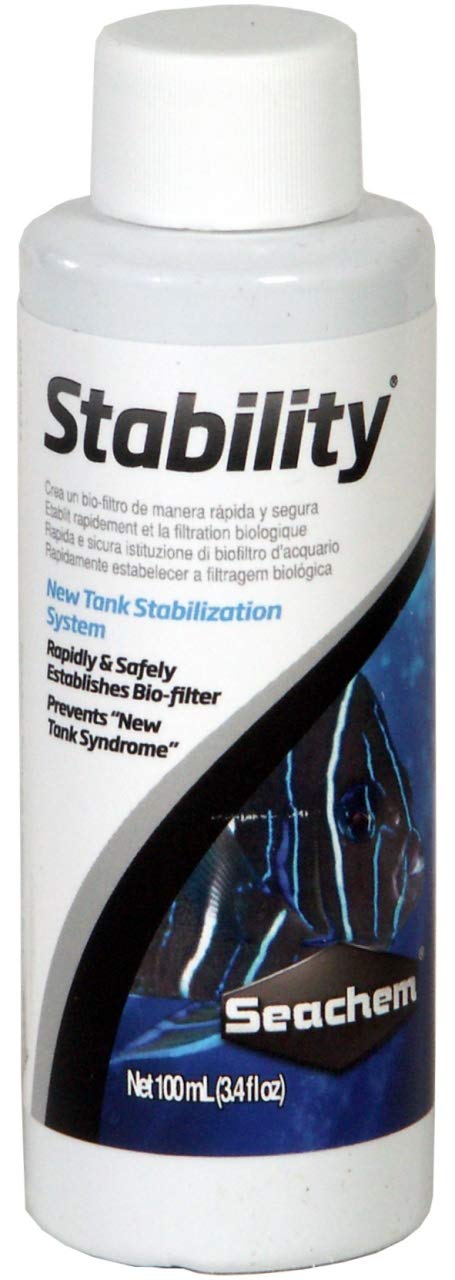 Stability®
Crea un bio-filtro de manera rápida y segura
Etablit rapidement et la filtration biologique
Rapida e sicura istituzione di biofiltro d'acquario
Rapidamente estabelecer a filtragem biológica
New Tank Stabilization
System
Rapidly & Safely
Establishes Bio-filter
Prevents "New
Tank Syndrome"
Seachem®
Net 100 mL (3.4 fl oz)